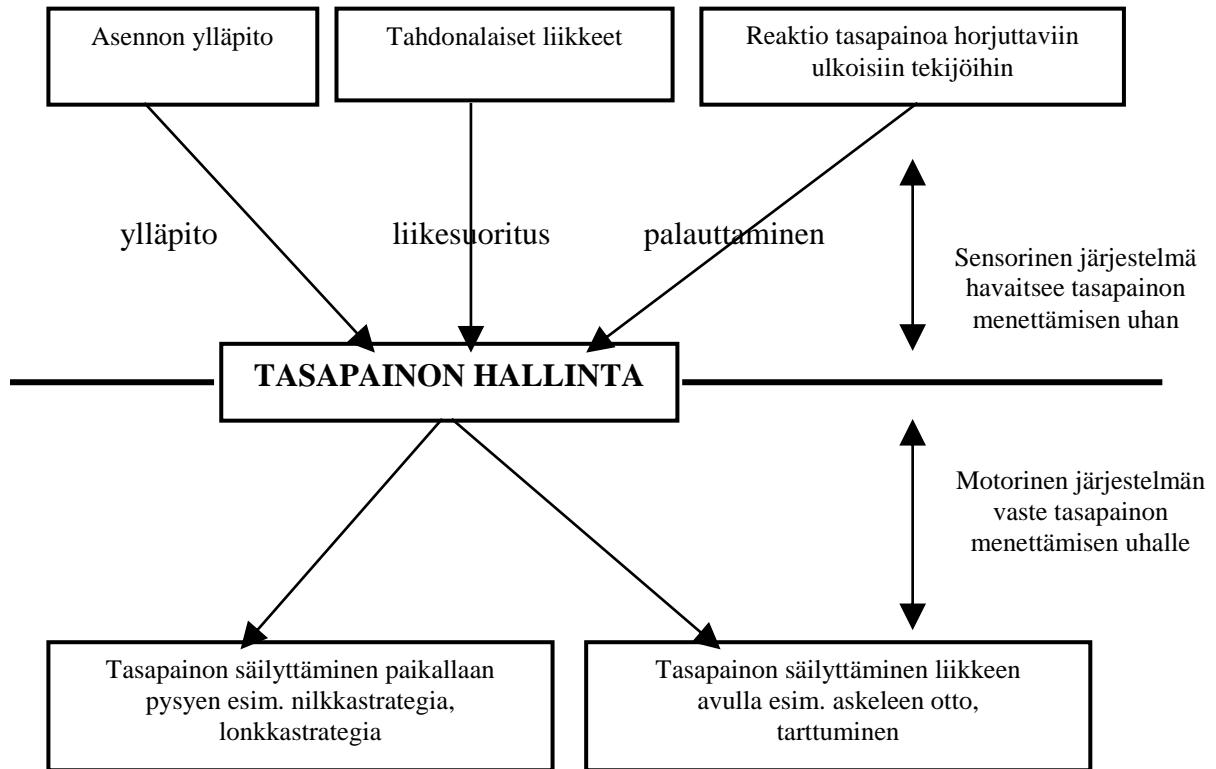 Asennon ylläpito
Tahdonalaiset liikkeet
Reaktio tasapainoa horjuttaviin
ulkoisiin tekijöihin
ylläpito
liikesuoritus
palauttaminen
Sensorinen järjestelmä
havaitsee tasapainon
menettämisen uhan
TASAPAINON HALLINTA
Motorinen järjestelmän
vaste tasapainon
menettämisen uhalle
Tasapainon säilyttäminen paikallaan
pysyen esim. nilkkastrategia,
lonkkastrategia
Tasapainon säilyttäminen liikkeen
avulla esim. askeleen otto,
tarttuminen